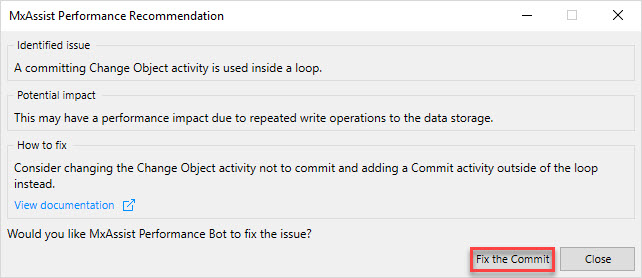 MxAssist Performance Recommendation
Identified issue
A committing Change Object activity is used inside a loop.
Potential impact
This may have a performance impact due to repeated write operations to the data storage.
How to fix
Consider changing the Change Object activity not to commit and adding a Commit activity outside of the loop
instead.
View documentation
Would you like MxAssist Performance Bot to fix the issue?
Fix the Commit
Close